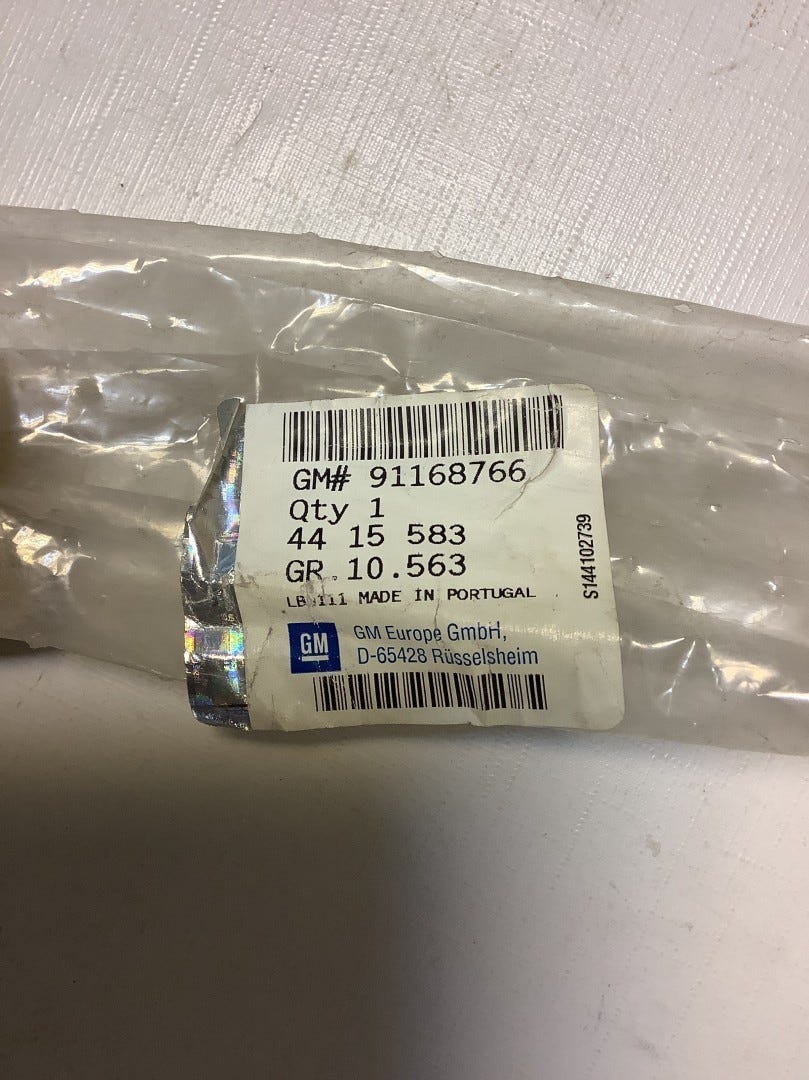 GM# 91168766
Qty 1
44 15 583
GR. 10.563
MADE IN PORTUGAL
S144102739
GM
GM Europe GmbH,
D-65428 Rüsselsheim